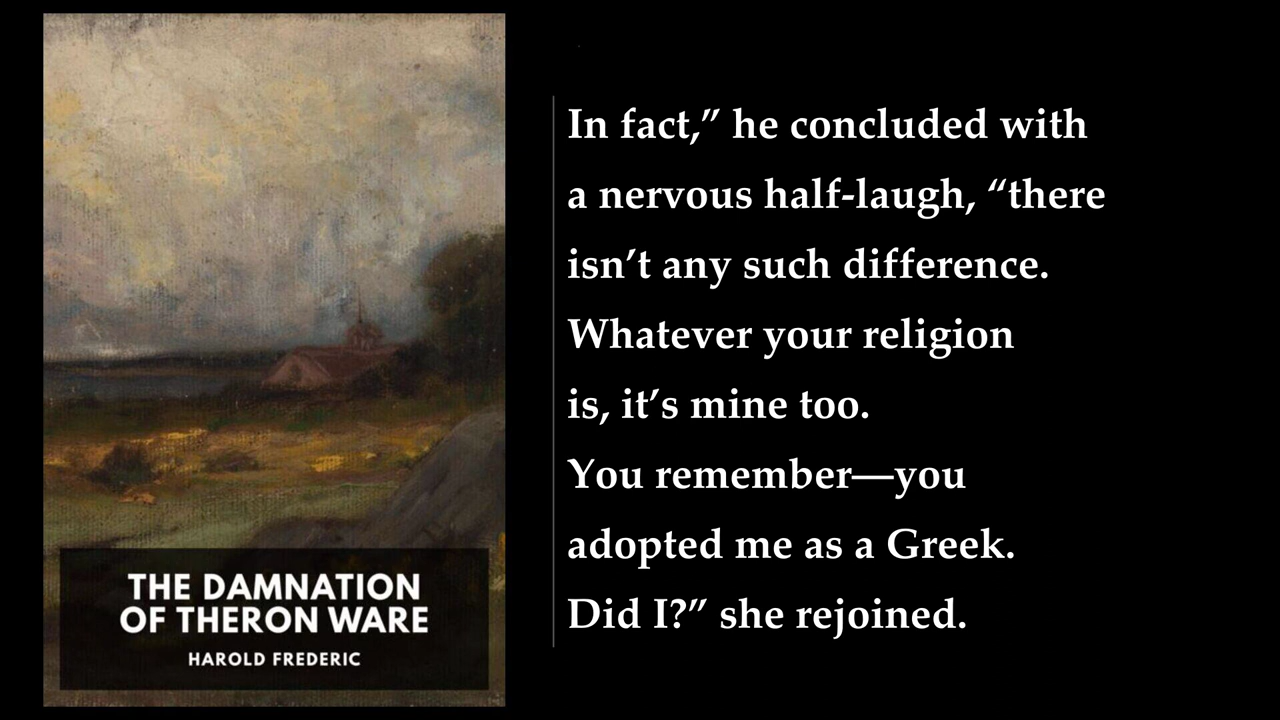 THE DAMNATION
OF THERON WARE
HAROLD FREDERIC
In fact,” he concluded with
a nervous half-laugh, “there
isn’t any such difference.
Whatever your religion
is, it’s mine too.
You remember—you
adopted me as a Greek.
Did I?” she rejoined.